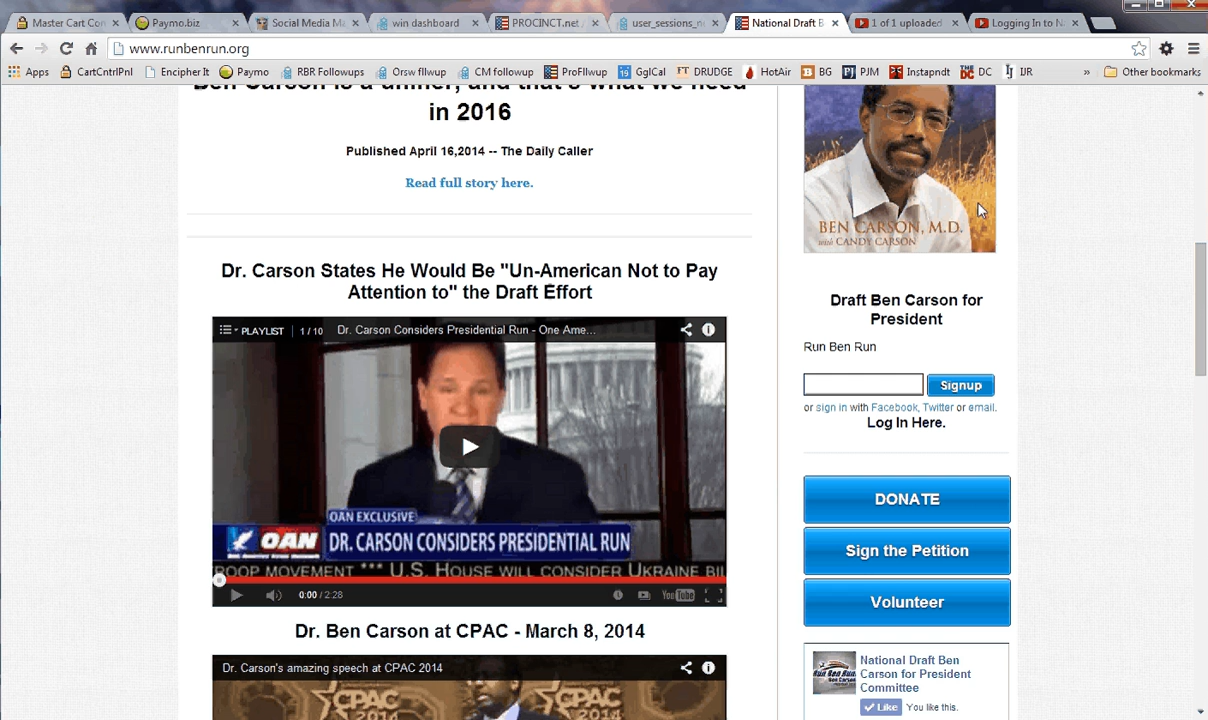 Master Cart Con
Paymo.biz
Social Media Ma
win dashboard
PROCINCT.net
user_sessions_n
National Draft B
1 of 1 uploaded
Logging In to N
www.runbenrun.org
Apps
CartCntrlPnl
Encipher It
Paymo
RBR Followups
Orsw fllwup
CM followup
ProFllwup
GglCal
DRUDGE
HotAir
BG
PJM
Instapndt
DC
IJR
»
Other bookmarks
in 2016
Published April 16,2014 -- The Daily Caller
Read full story here.
Dr. Carson States He Would Be "Un-American Not to Pay
Attention to" the Draft Effort
PLAYLIST | 1 / 10 Dr. Carson Considers Presidential Run - One Ame...
OAN EXCLUSIVE
OAN DR. CARSON CONSIDERS PRESIDENTIAL RUN
ROOP MOVEMENT *** U.S. HOUSE WILL CONSIDER UKRAINE BIL
0:00 / 2:28
YouTube
Dr. Ben Carson at CPAC - March 8, 2014
Dr. Carson's amazing speech at CPAC 2014
CPAC
2014
CPAC
2014
BEN CARSON, M.D.
with CANDY CARSON
Draft Ben Carson for
President
Run Ben Run
Signup
or sign in with Facebook, Twitter or email.
Log In Here.
DONATE
Sign the Petition
Volunteer
Run Ben Run
National Draft Ben
Carson for President
Committee
Like You like this.